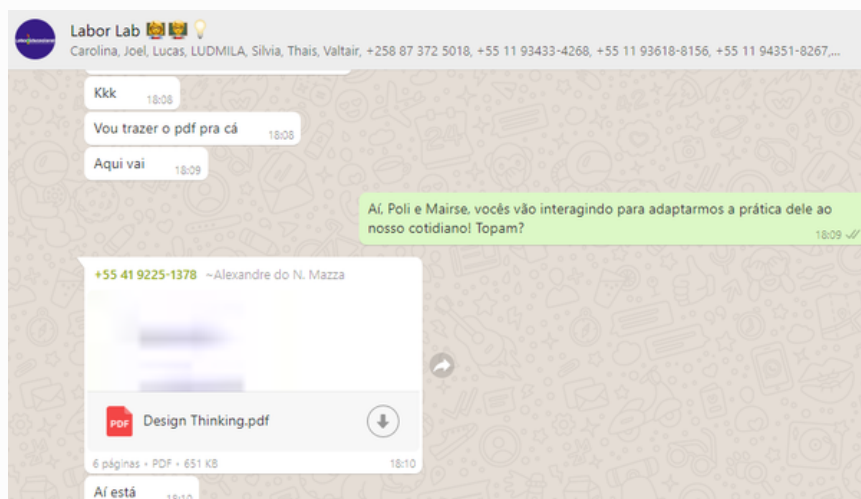 Labor Lab
Carolina, Joel, Lucas, LUDMILA, Silvia, Thais, Valtair, +258 87 372 5018, +55 11 93433-4268, +55 11 93618-8156, +55 11 94351-8267,...
Kkk 18:08
Vou trazer o pdf pra cá 18:08
Aqui vai 18:09
Aí, Poli e Mairse, vocês vão interagindo para adaptarmos a prática dele ao
nosso cotidiano! Topam?
18:09
+55 41 9225-1378 ~Alexandre do N. Mazza
PDF Design Thinking.pdf
6 páginas • PDF • 651 KB 18:10
Aí está 18:10